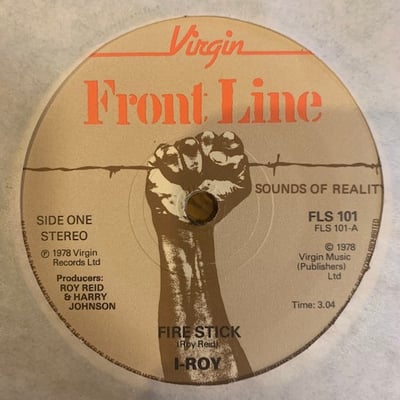 Virgin
Front Line
SOUNDS OF REALITY
SIDE ONE
STEREO
℗ 1978 Virgin
Records Ltd
Producers:
ROY REID
& HARRY
JOHNSON
FLS 101
FLS 101-A
© 1978
Virgin Music
(Publishers)
Ltd
Time: 3.04
FIRE STICK
(Roy Reid)
I-ROY